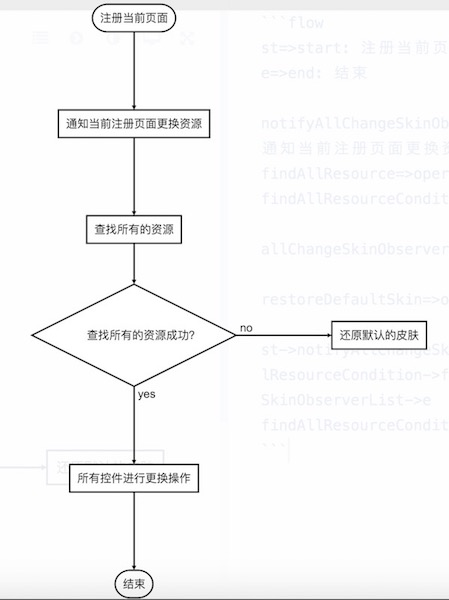 注册当前页面
```flow
st=>start: 注册当前页
e=>end: 结束
通知当前注册页面更换资源
notifyAllChangeSkinOb
通知当前注册页面更换资
findAllResource=>oper
findAllResourceCondit
查找所有的资源
allChangeSkinObserver
restoreDefaultSkin=>o
查找所有的资源成功?
no
还原默认的皮肤
st->notifyAllChangeSk
lResourceCondition->f
SkinObserverList->e
findAllResourceCondit
```
yes
所有控件进行更换操作
结束